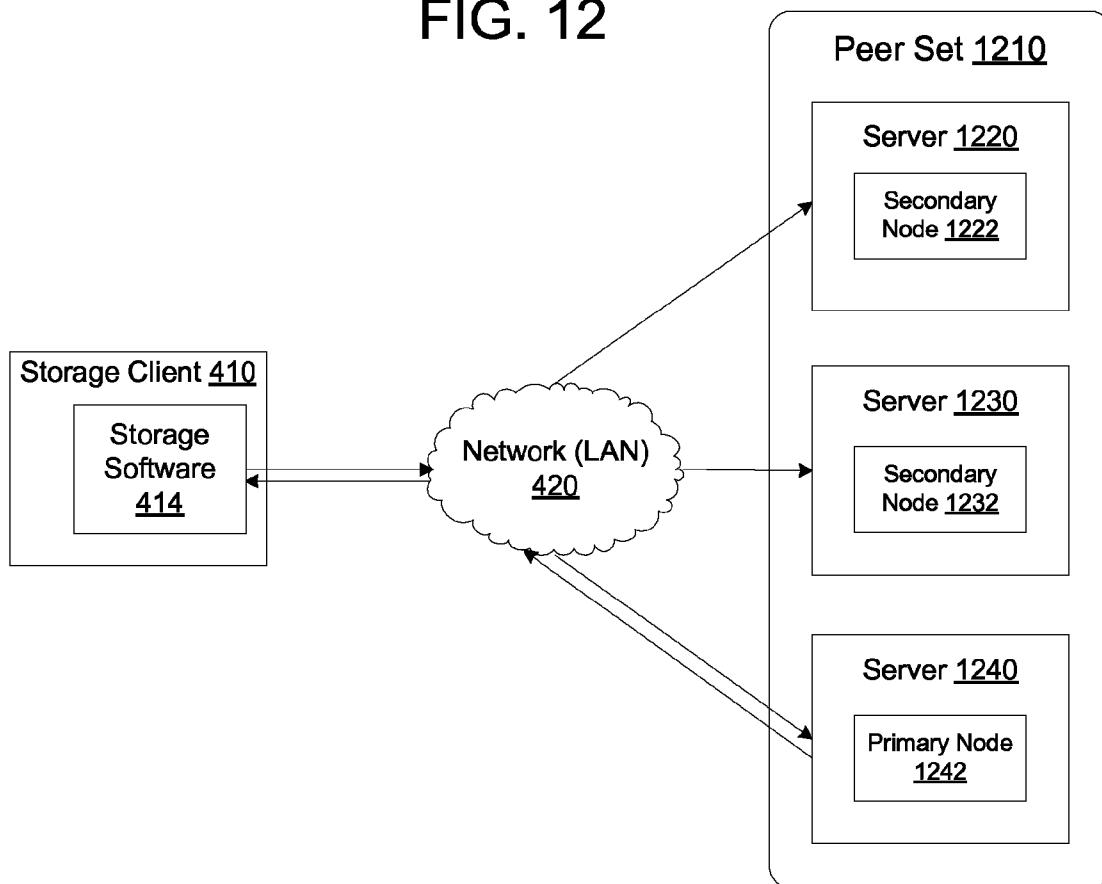 FIG. 12
Peer Set 1210
Server 1220
Secondary
Node 1222
Storage Client 410
Storage
Software
414
Network (LAN)
420
Server 1230
Secondary
Node 1232
Server 1240
Primary Node
1242